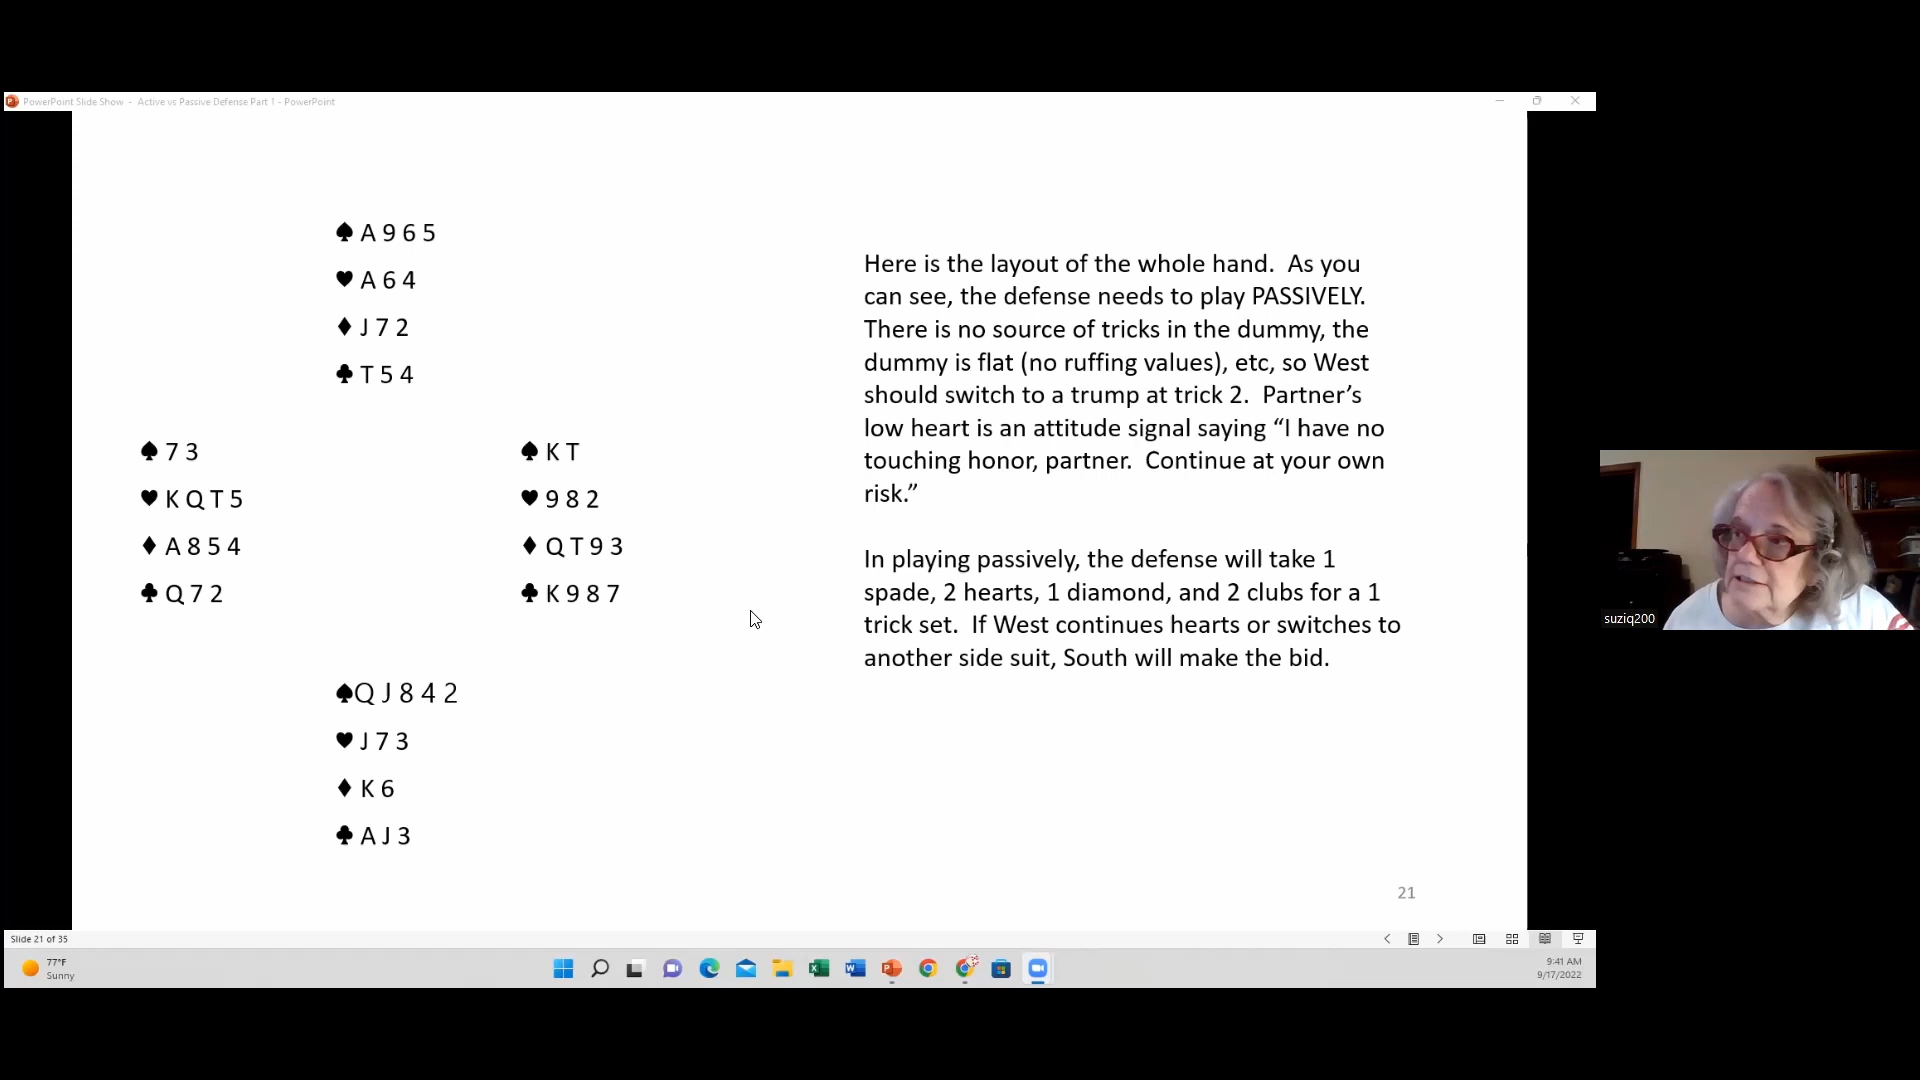 PowerPoint Slide Show - Active vs Passive Defense Part 1 - PowerPoint
♠ A 9 6 5
♥ A 6 4
♦ J 7 2
♣ T 5 4
♠ 7 3
♥ K Q T 5
♦ A 8 5 4
♣ Q 7 2
♠ K T
♥ 9 8 2
♦ Q T 9 3
♣ K 9 8 7
♠Q J 8 4 2
♥ J 7 3
♦ K 6
♣ A J 3
Here is the layout of the whole hand. As you
can see, the defense needs to play PASSIVELY.
There is no source of tricks in the dummy, the
dummy is flat (no ruffing values), etc, so West
should switch to a trump at trick 2. Partner’s
low heart is an attitude signal saying “I have no
touching honor, partner. Continue at your own
risk.”
In playing passively, the defense will take 1
spade, 2 hearts, 1 diamond, and 2 clubs for a 1
trick set. If West continues hearts or switches to
another side suit, South will make the bid.
21
suziq200
Slide 21 of 35
77°F
Sunny
9:41 AM
9/17/2022